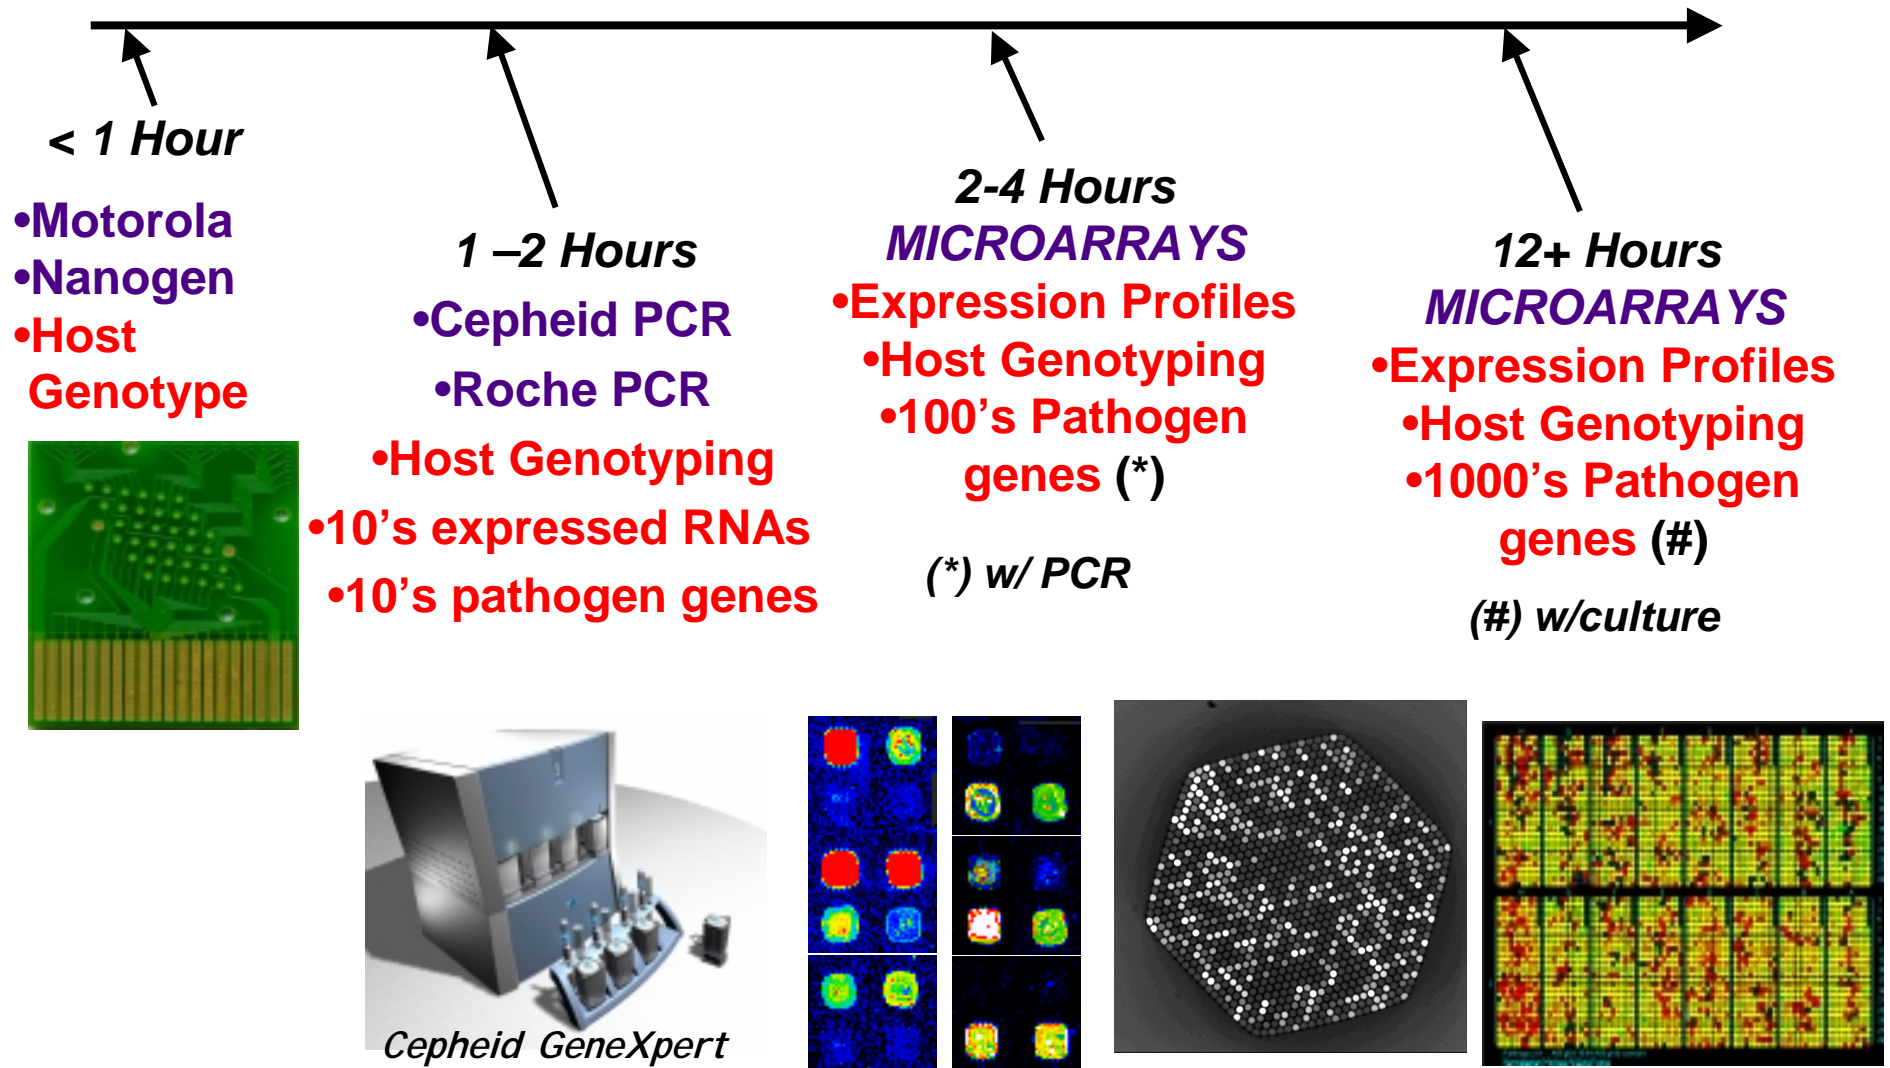 < 1 Hour
•Motorola
•Nanogen
•Host
Genotype
1 –2 Hours
•Cepheid PCR
•Roche PCR
•Host Genotyping
•10’s expressed RNAs
•10’s pathogen genes
2-4 Hours
MICROARRAYS
•Expression Profiles
•Host Genotyping
•100’s Pathogen
genes (*)
(*) w/ PCR
12+ Hours
MICROARRAYS
•Expression Profiles
•Host Genotyping
•1000’s Pathogen
genes (#)
(#) w/culture
Cepheid GeneXpert